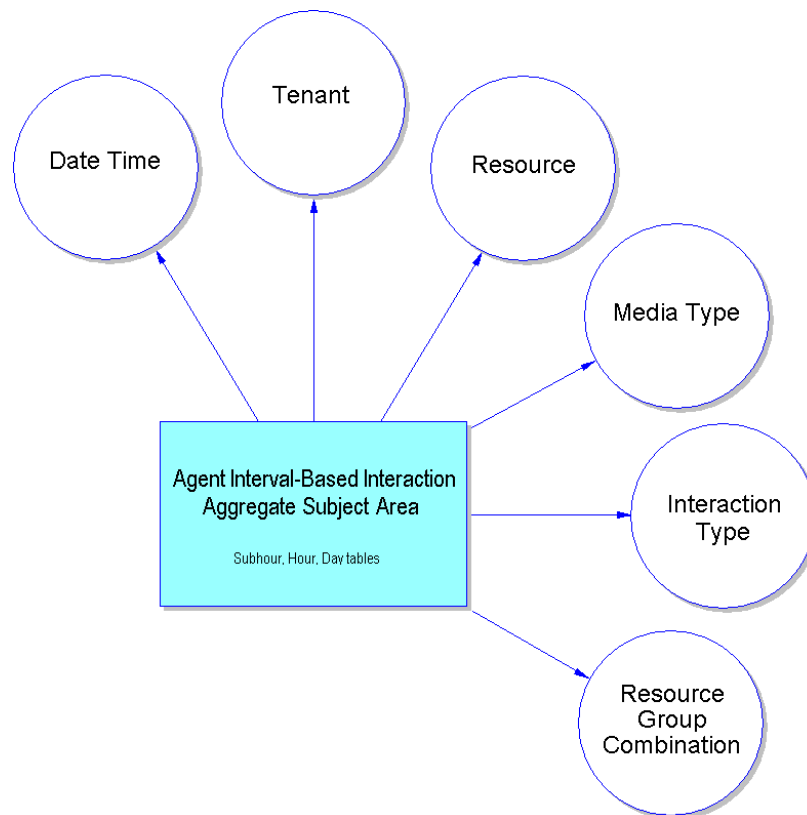 Tenant
Date Time
Resource
Media Type
Agent Interval-Based Interaction
Aggregate Subject Area
Subhour, Hour, Day tables
Interaction
Type
Resource
Group
Combination